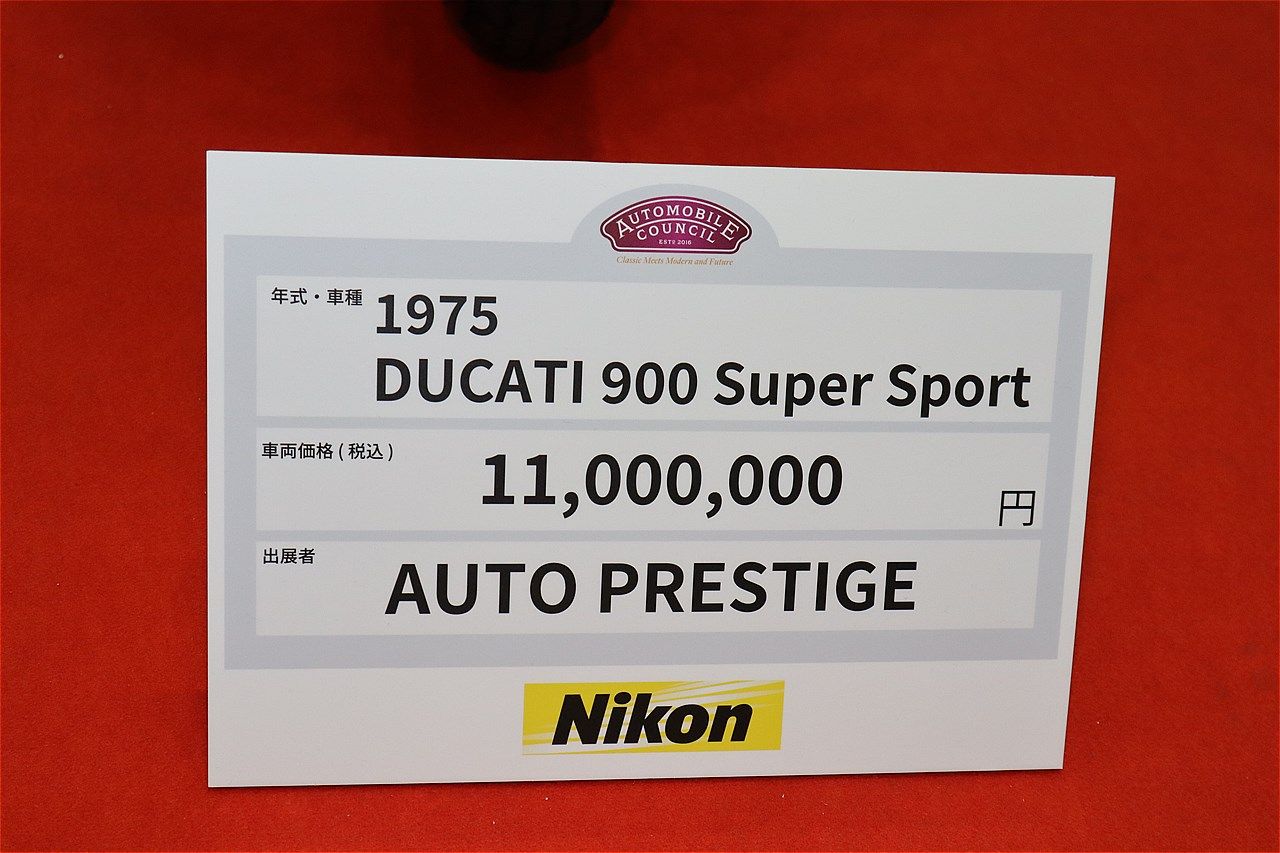 AUTOMOBILE
COUNCIL
ESTD 2016
Classic Meets Modern and Future
年式・車種 1975
DUCATI 900 Super Sport
車両価格 ( 税込 ) 11,000,000 円
出展者 AUTO PRESTIGE
Nikon